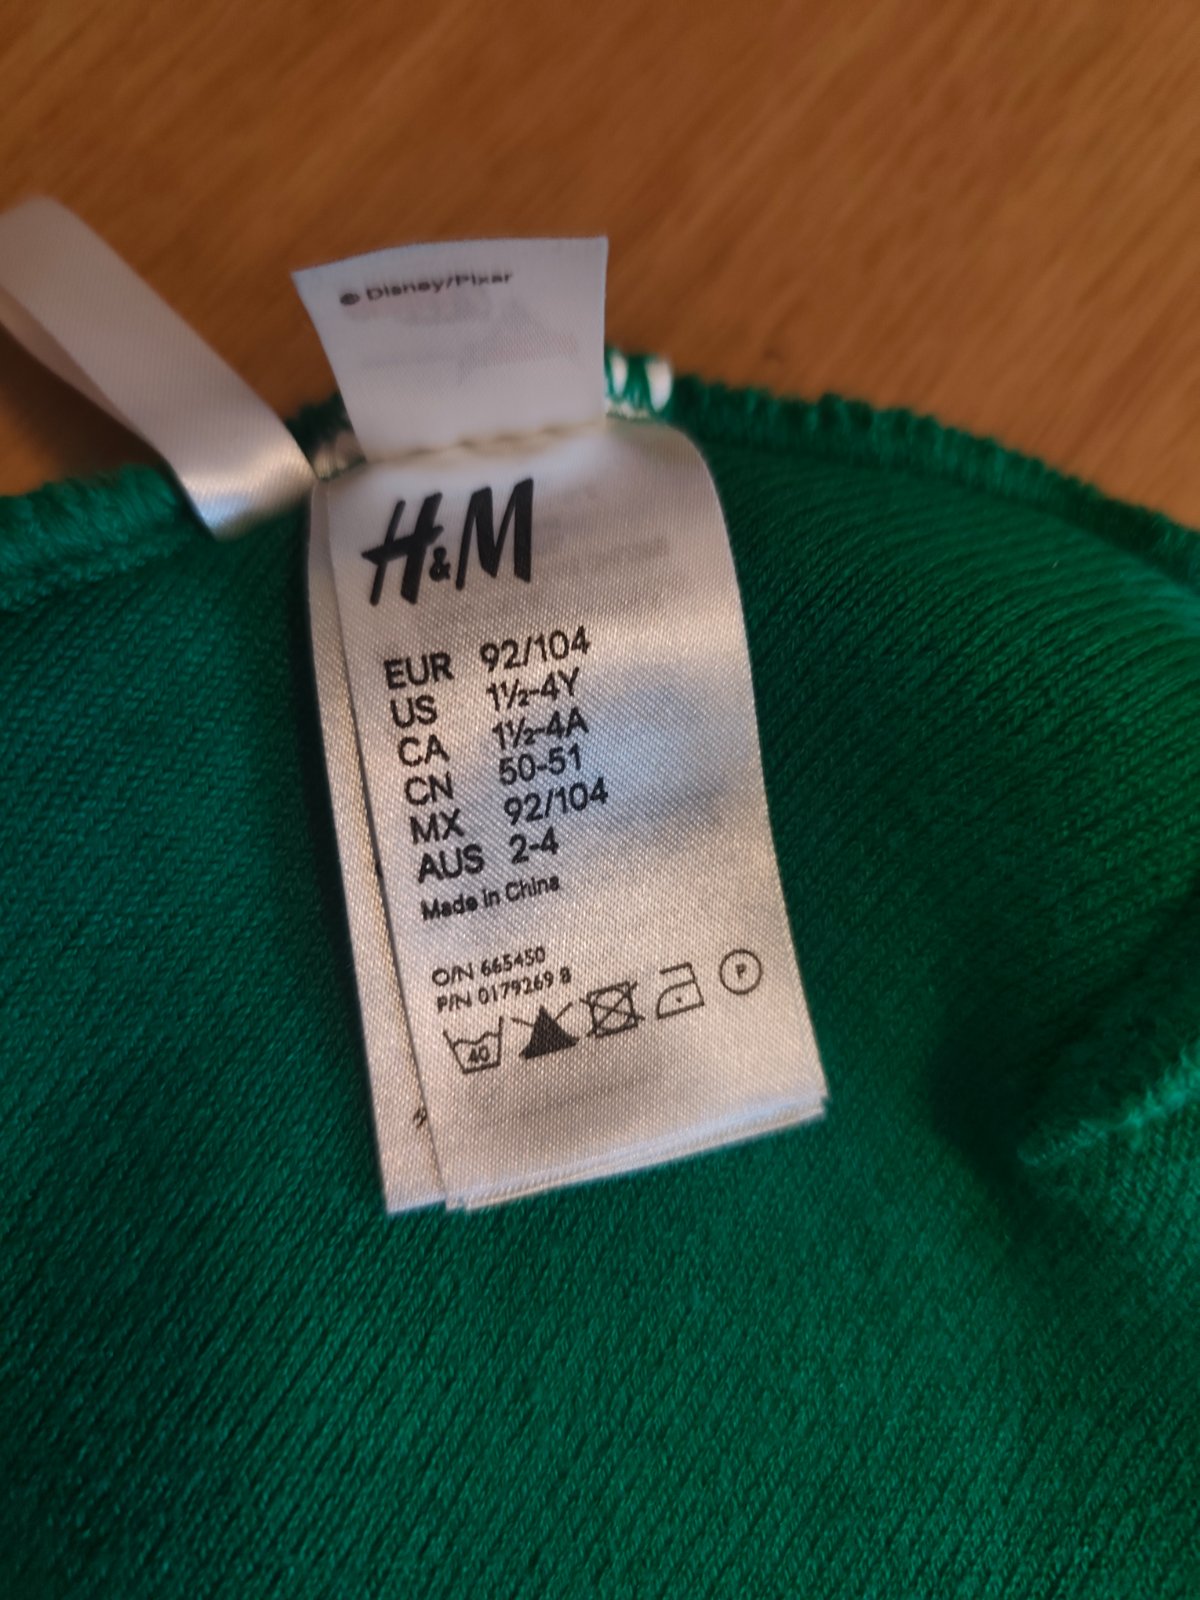 © Disney/Pixar
H&M
EUR 92/104
US 1½-4Y
CA 1½-4A
CN 50-51
MX 92/104
AUS 2-4
Made in China
O/N 665450
P/N 0179269 8
40
P